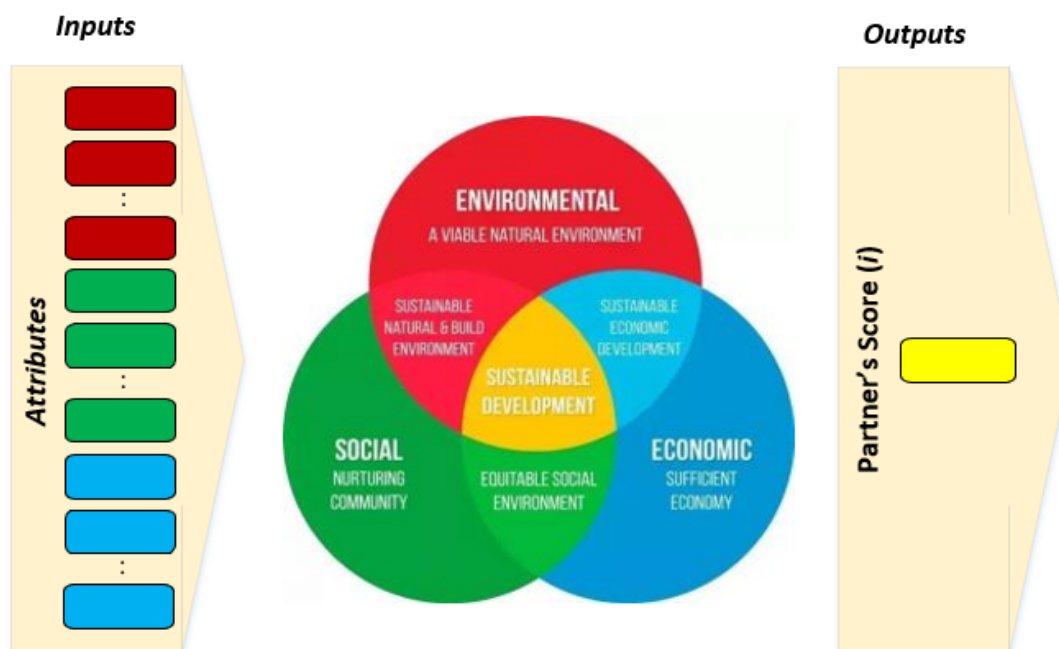 Inputs
Outputs
Attributes
:
:
:
ENVIRONMENTAL
A VIABLE NATURAL ENVIRONMENT
SUSTAINABLE
NATURAL & BUILD
ENVIRONMENT
SUSTAINABLE
ECONOMIC
DEVELOPMENT
SUSTAINABLE
DEVELOPMENT
SOCIAL
NURTURING
COMMUNITY
EQUITABLE SOCIAL
ENVIRONMENT
ECONOMIC
SUFFICIENT
ECONOMY
Partner's Score (i)